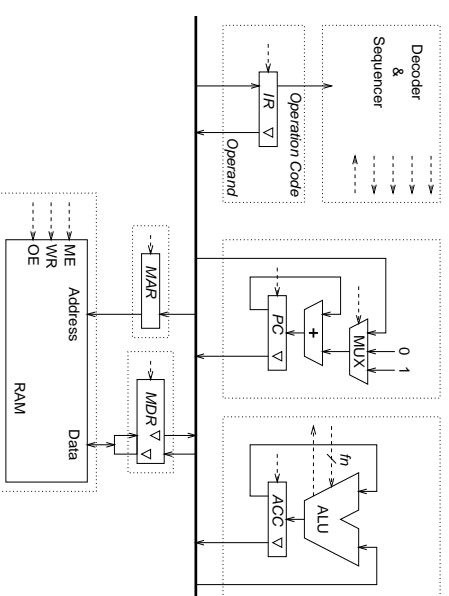 Decoder
&
Sequencer
Operation Code
IR
Operand
0 1
MUX
+
PC
fn
ALU
ACC
MAR
MDR
ME
WR
OE
Address
Data
RAM